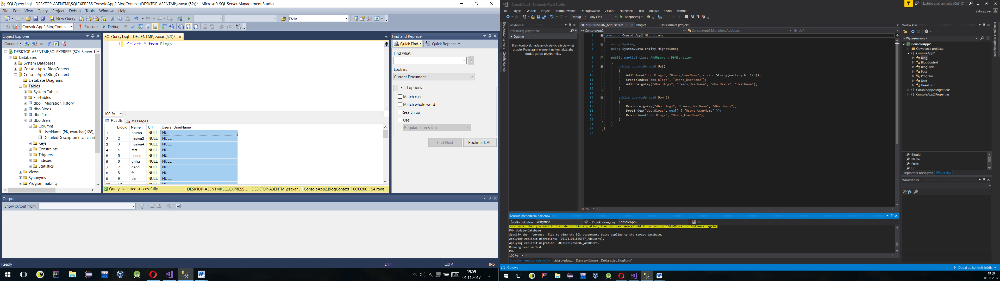 SQLQuery1.sql - DESKTOP-A3ENTMI\SQLEXPRESS.ConsoleApp2.BlogContext (DESKTOP-A3ENTMI\szaxar (52))* - Microsoft SQL Server Management Studio
File Edit View Query Project Debug Tools Window Help
New Query
Dzie
ConsoleApp2.BlogContext
Execute
Debug
Object Explorer
Connect
DESKTOP-A3ENTMI\SQLEXPRESS (SQL Server 1
Databases
System Databases
ConsoleApp1.BlogContext
ConsoleApp2.BlogContext
Database Diagrams
Tables
System Tables
FileTables
dbo.__MigrationHistory
dbo.Blogs
dbo.Posts
dbo.Users
Columns
UserName (PK, nvarchar(128),
DetailedDescripton (nvarchar(
Keys
Constraints
Triggers
Indexes
Statistics
Views
Synonyms
Programmability
SQLQuery1.sql - DE...ENTMI\szaxar (52))*
1 Select * from Blogs
100 %
Results Messages
BlogId Name Url Users_UserName
1 1 nazwa NULL NULL
2 2 nazwa2 NULL NULL
3 3 nazwa4 NULL NULL
4 4 sfsf NULL NULL
5 5 dsasd NULL NULL
6 6 ghhg NULL NULL
7 7 dsad NULL NULL
8 8 fs NULL NULL
9 9 da NULL NULL
10 10 ad NULL NULL
Query executed successfully. DESKTOP-A3ENTMI\SQLEXPRESS ... DESKTOP-A3ENTMI\szaxar... ConsoleApp2.BlogContext 00:00:00 54 rows
Find and Replace
Quick Find Quick Replace
Find what:
Look in:
Current Document
Find options
Match case
Match whole word
Search up
Use:
Regular expressions
Find Next Bookmark All
Output
Show output from:
Ready Ln 1 Col 4 INS
19:59
01.11.2017
ConsoleApp2 - Microsoft Visual Studio
Szybkie uruchamianie (Ctrl+Q)
Plik Edycja Widok Projekt Kompilowanie Debugowanie Zespół Narzędzia Test Analiza Okno Pomoc
Zaloguj się
Debug Any CPU Rozpocznij
Eksplorator serwera
Źródła danych
Przybornik
Przeszukaj przybornik
Ogólne
Brak kontrolek nadających się do użycia w tej
grupie. Przeciągnij element na ten tekst, aby
dodać go do przybornika.
201711011856387_AddUsers.cs Blog.cs UsersForm.cs [Projekt]
ConsoleApp2 ConsoleApp2.Migrations.AddUsers Up()
1 namespace ConsoleApp2.Migrations
2 {
3 using System;
4 using System.Data.Entity.Migrations;
5
6 public partial class AddUsers : DbMigration
7 {
8 public override void Up()
9 {
10 AddColumn("dbo.Blogs", "Users_UserName", c => c.String(maxLength: 128));
11 CreateIndex("dbo.Blogs", "Users_UserName");
12 AddForeignKey("dbo.Blogs", "Users_UserName", "dbo.Users", "UserName");
13 }
14
15 public override void Down()
16 {
17 DropForeignKey("dbo.Blogs", "Users_UserName", "dbo.Users");
18 DropIndex("dbo.Blogs", new[] { "Users_UserName" });
19 DropColumn("dbo.Blogs", "Users_UserName");
20 }
21 }
22 }
23
100 %
Konsola menedżera pakietów
Źródło pakietów: Wszystkie Projekt domyślny: ConsoleApp2
your model that you want to include in this migration, then you can re-scaffold it by running 'Add-Migration AddUsers' again.
PM> Update-Database
Specify the '-Verbose' flag to view the SQL statements being applied to the target database.
Applying explicit migrations: [201711011856387_AddUsers].
Applying explicit migration: 201711011856387_AddUsers.
Running Seed method.
PM>
100 %
Konsola menedżera pakietów Lista błędów... Dane wyjściowe Deklaracje „BlogForm"
Gotowe
Dodaj do kontroli źródła
Widok klas
<Wyszukiwanie>
ConsoleApp2
Odwołania projektu
{ } ConsoleApp2
Blog
BlogContext
BlogForm
Post
Program
User
UsersForm
{ } ConsoleApp2.Migrations
{ } ConsoleApp2.Properties
BlogId
Name
Posts
Url
Eksplorator rozwiązań Widok klas
Właściwości
Narzędzia diagnostyczne
19:59
01.11.2017